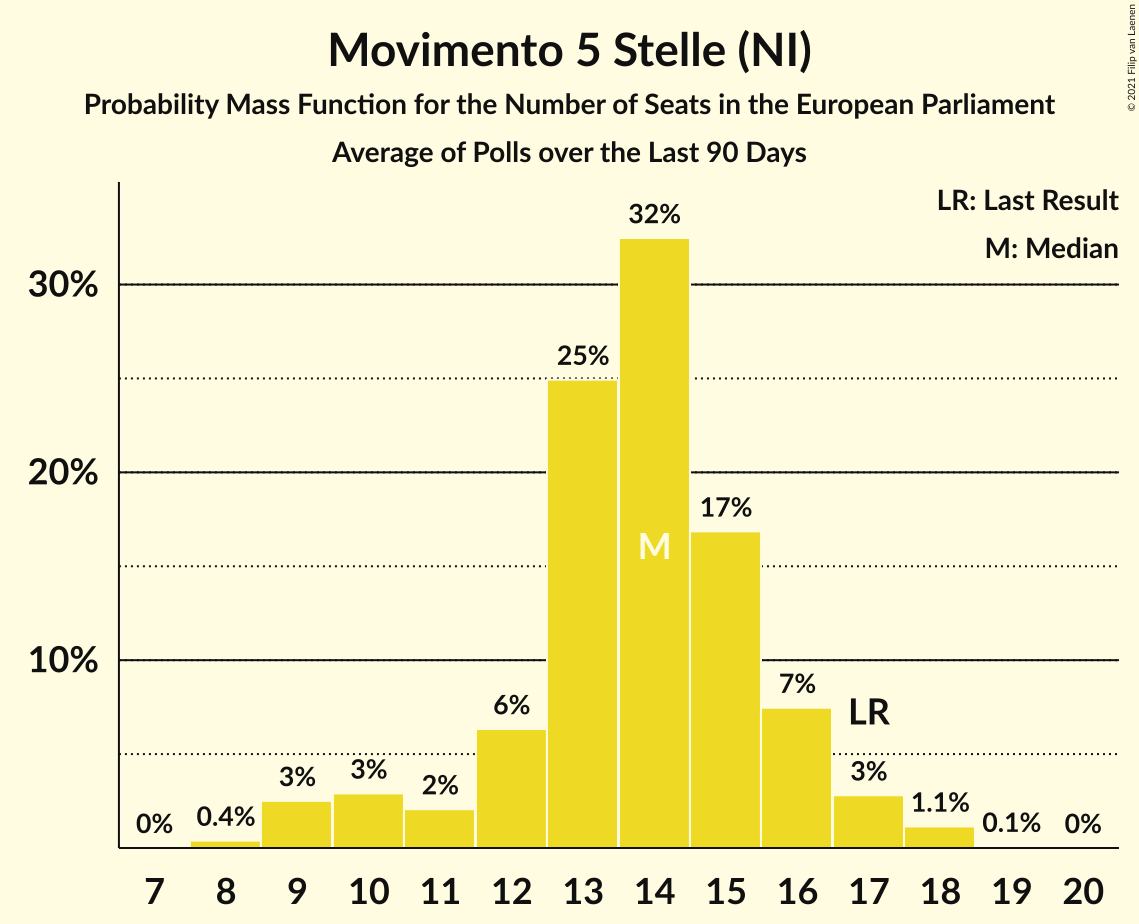 Movimento 5 Stelle (NI)
Probability Mass Function for the Number of Seats in the European Parliament
Average of Polls over the Last 90 Days
© 2021 Filip van Laenen
LR: Last Result
M: Median
30%
20%
10%
0%
0.4%
3%
3%
2%
6%
25%
32%
17%
7%
3%
1.1%
0.1%
0%
M
LR
7 8 9 10 11 12 13 14 15 16 17 18 19 20